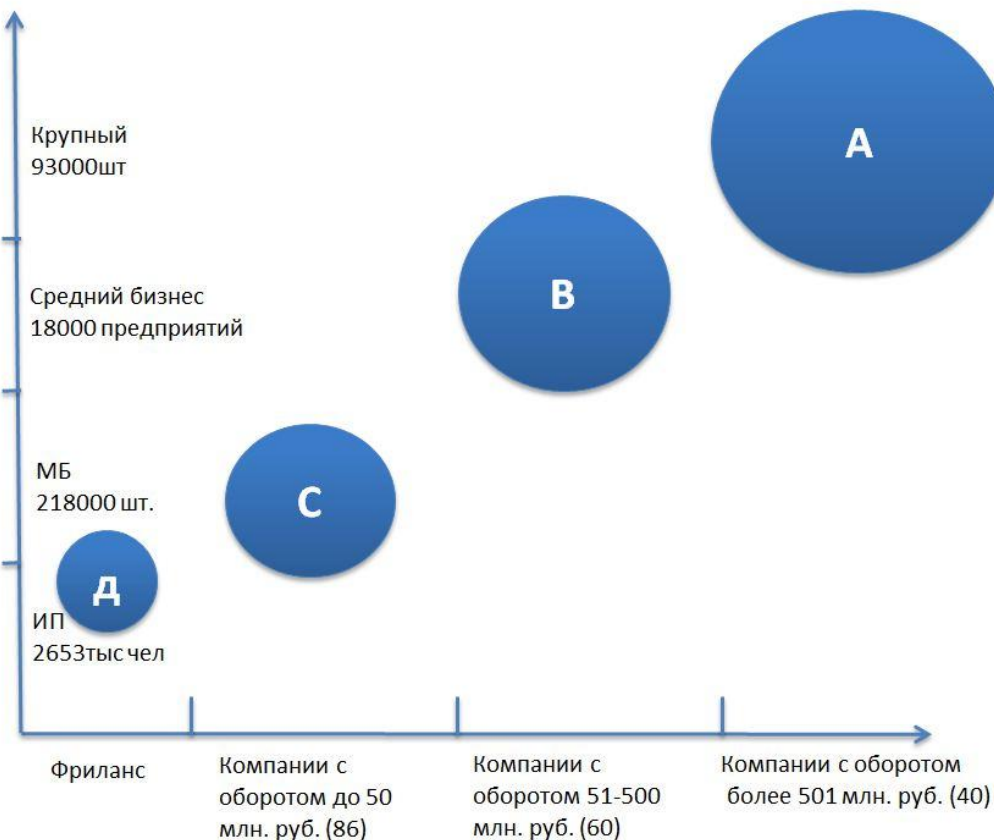 Крупный
93000шт
А
Средний бизнес
18000 предприятий
В
МБ
218000 шт.
С
Д
ИП
2653тыс чел
Фриланс
Компании с
оборотом до 50
млн. руб. (86)
Компании с
оборотом 51-500
млн. руб. (60)
Компании с оборотом
более 501 млн. руб. (40)